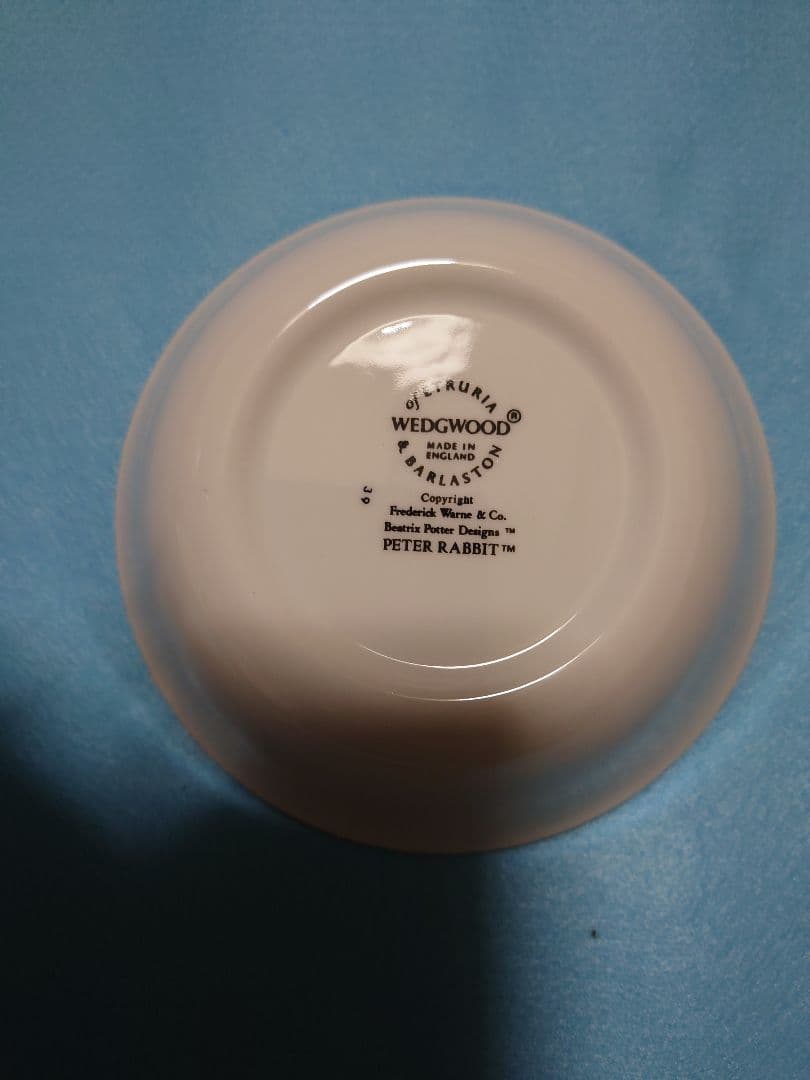 of ETRURIA
WEDGWOOD®
MADE IN
ENGLAND
& BARLASTON
39
Copyright
Frederick Warne & Co.
Beatrix Potter Designs ™
PETER RABBIT™